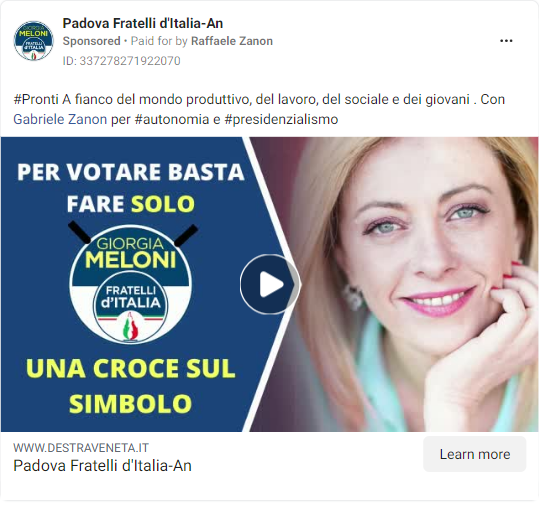 Padova Fratelli d'Italia-An
Sponsored • Paid for by Raffaele Zanon
ID: 337278271922070
#Pronti A fianco del mondo produttivo, del lavoro, del sociale e dei giovani . Con
Gabriele Zanon per #autonomia e #presidenzialismo
PER VOTARE BASTA
FARE SOLO
GIORGIA
MELONI
FRATELLI
d'ITALIA
UNA CROCE SUL
SIMBOLO
WWW.DESTRAVENETA.IT
Padova Fratelli d'Italia-An
Learn more